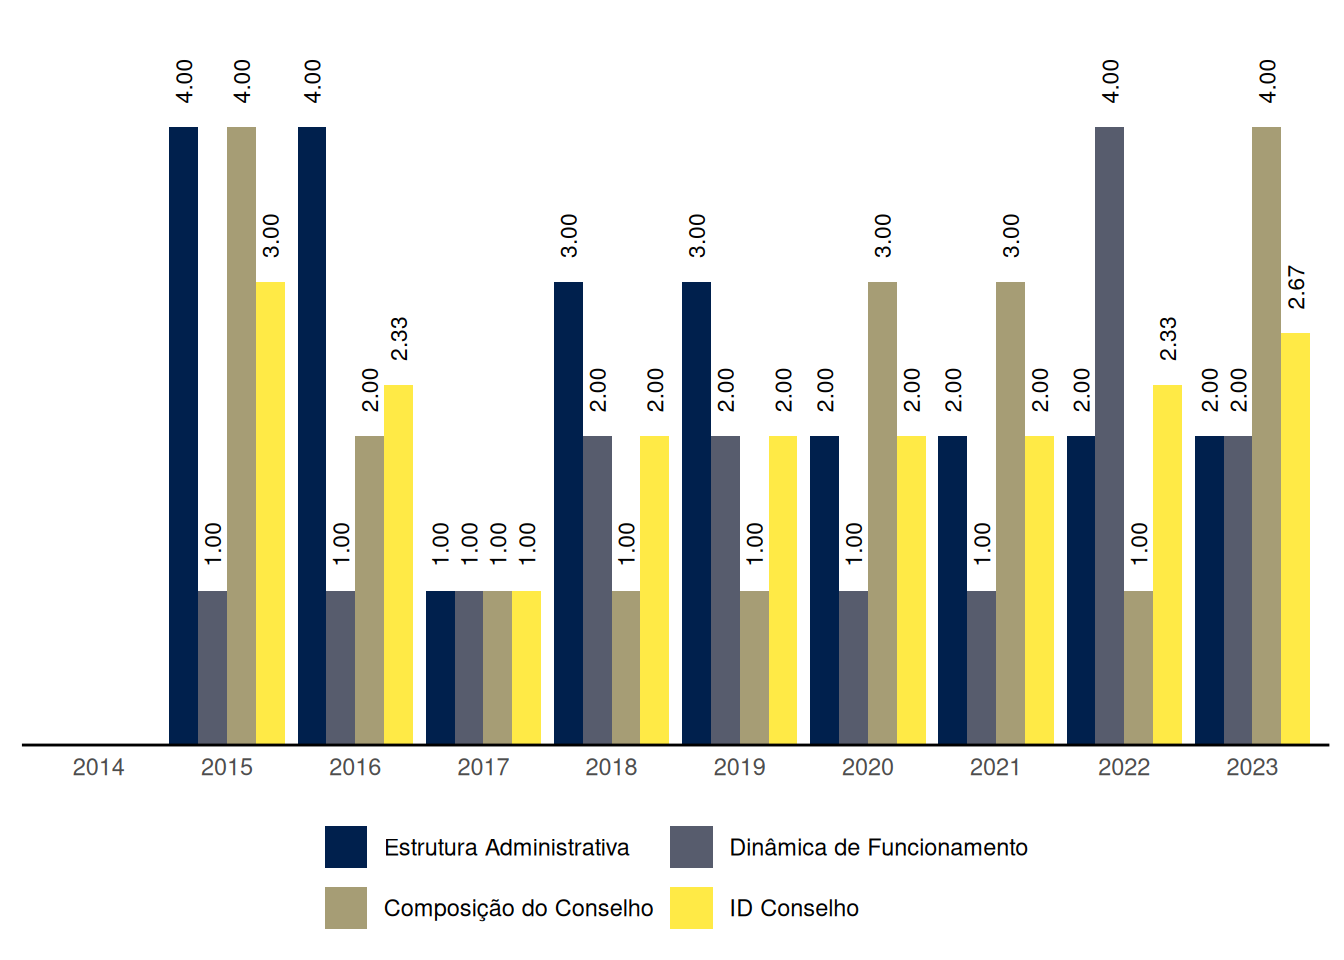 4.00 4.00 4.00 4.00 4.00
3.00 3.00 3.00 3.00 3.00
2.67
2.33 2.33
2.00 2.00 2.00 2.00 2.00 2.00 2.00 2.00 2.00 2.00 2.00 2.00
1.00 1.00 1.00 1.00 1.00 1.00 1.00 1.00 1.00 1.00 1.00
2014 2015 2016 2017 2018 2019 2020 2021 2022 2023
Estrutura Administrativa Dinâmica de Funcionamento
Composição do Conselho ID Conselho